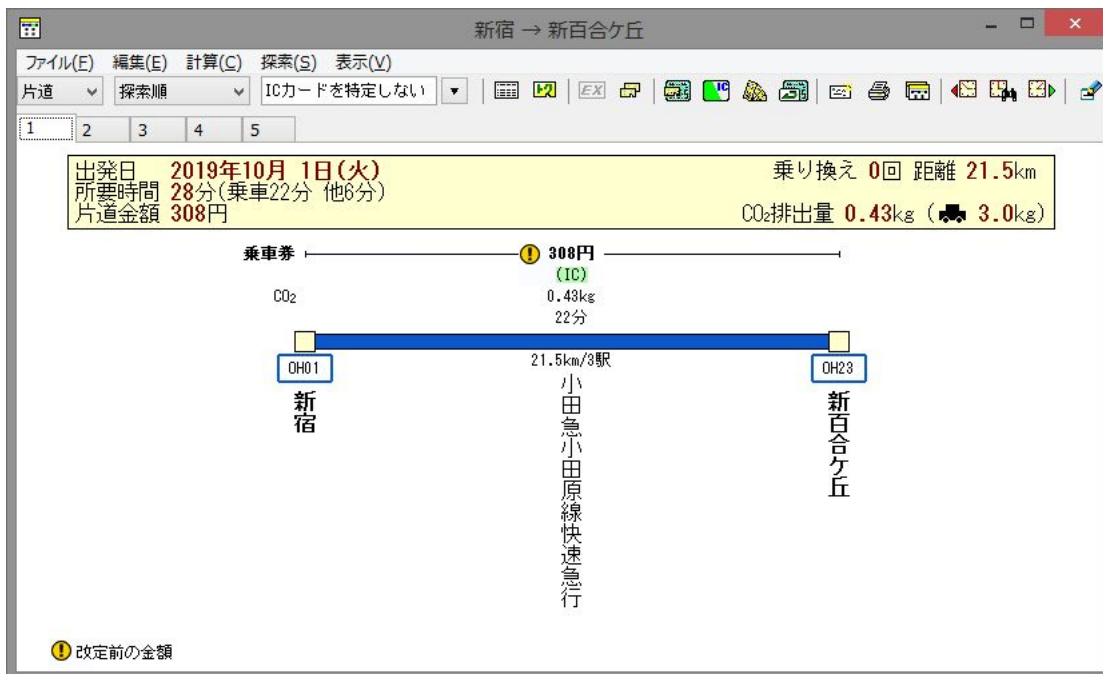 新宿 → 新百合ケ丘
ファイル(F) 編集(E) 計算(C) 探索(S) 表示(V)
片道 探索順 ICカードを特定しない EX IC
1 2 3 4 5
出発日 2019年10月 1日(火) 乗り換え 0回 距離 21.5km
所要時間 28分(乗車22分 他6分)
片道金額 308円 CO₂排出量 0.43kg ( 3.0kg)
乗車券 308円
(IC)
CO₂ 0.43kg
22分
21.5km/3駅
OH01 OH23
新宿
小田急小田原線快速急行
新百合ケ丘
改定前の金額